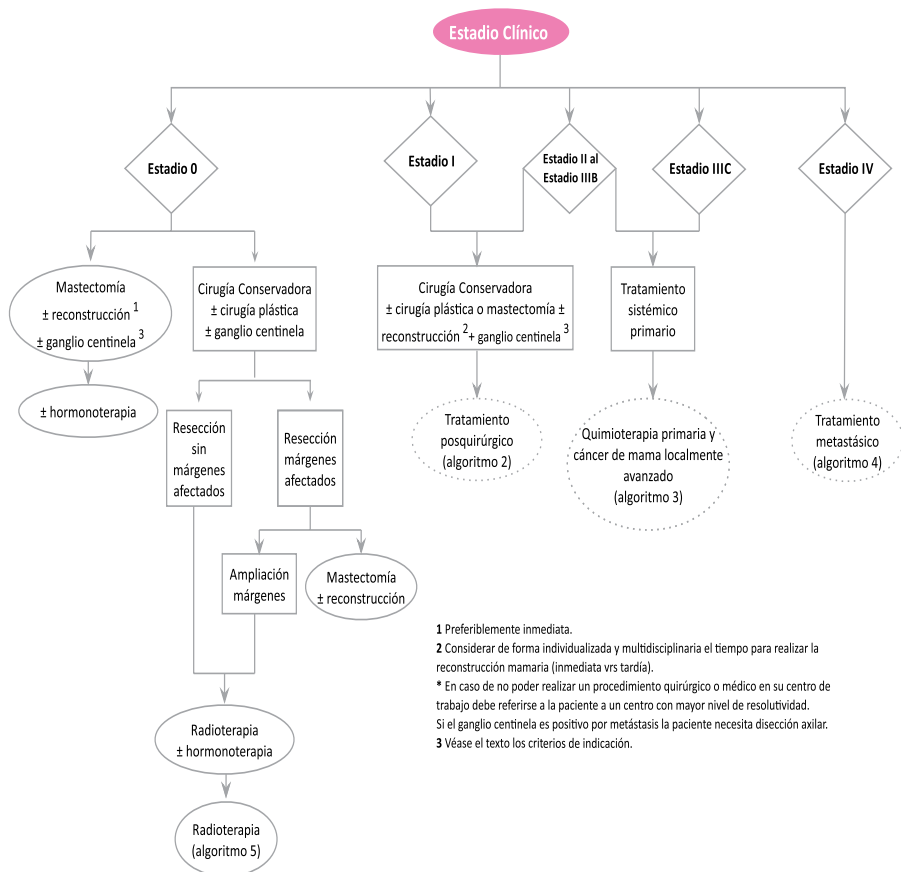 Estadio Clínico
Estadio 0
Estadio I
Estadio II al
Estadio IIIB
Estadio IIIC
Estadio IV
Mastectomía
± reconstrucción 1
± ganglio centinela 3
Cirugía Conservadora
± cirugía plástica
± ganglio centinela
Cirugía Conservadora
± cirugía plástica o mastectomía ±
reconstrucción 2 + ganglio centinela 3
Tratamiento
sistémico
primario
± hormonoterapia
Resección
sin
márgenes
afectados
Resección
márgenes
afectados
Tratamiento
posquirúrgico
(algoritmo 2)
Quimioterapia primaria y
cáncer de mama localmente
avanzado
(algoritmo 3)
Tratamiento
metastásico
(algoritmo 4)
Ampliación
márgenes
Mastectomía
± reconstrucción
Radioterapia
± hormonoterapia
Radioterapia
(algoritmo 5)
1 Preferiblemente inmediata.
2 Considerar de forma individualizada y multidisciplinaria el tiempo para realizar la
reconstrucción mamaria (inmediata vrs tardía).
* En caso de no poder realizar un procedimiento quirúrgico o médico en su centro de
trabajo debe referirse a la paciente a un centro con mayor nivel de resolutividad.
Si el ganglio centinela es positivo por metástasis la paciente necesita disección axilar.
3 Véase el texto los criterios de indicación.